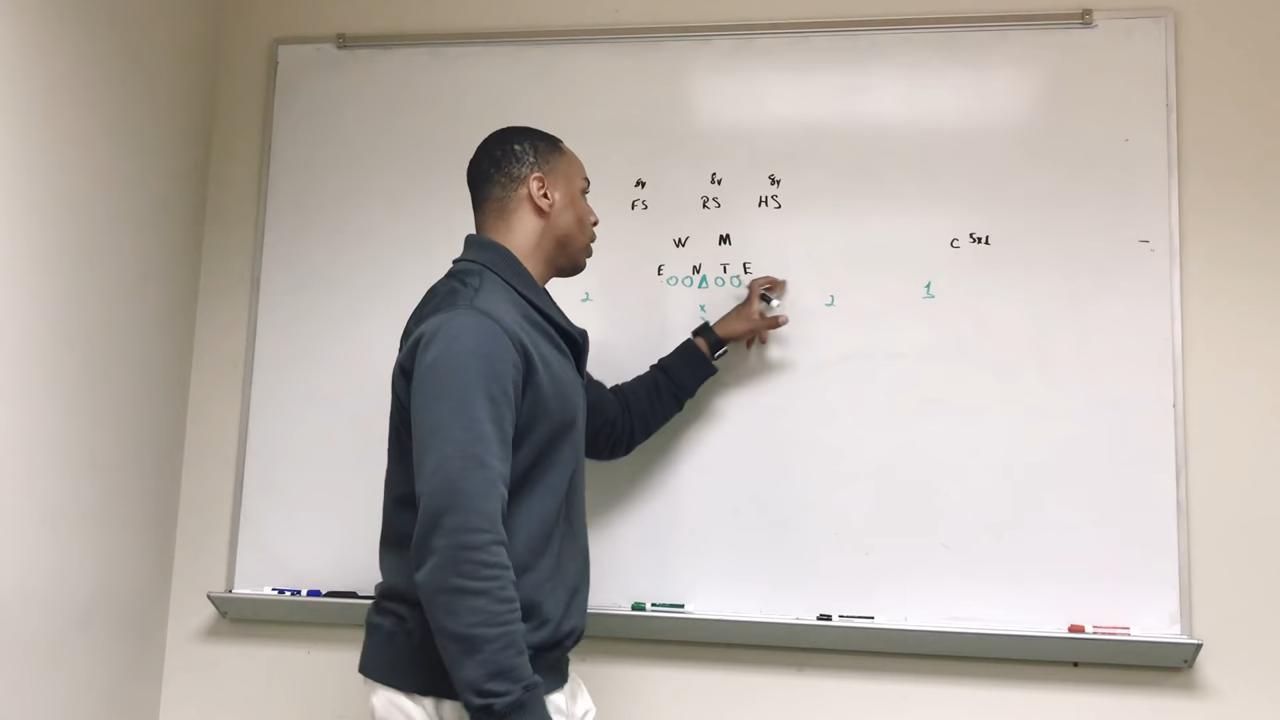 8y 8y 8y
FS RS HS
W M
C 5x1
E N T E
O O △ O O
2 2 1
x